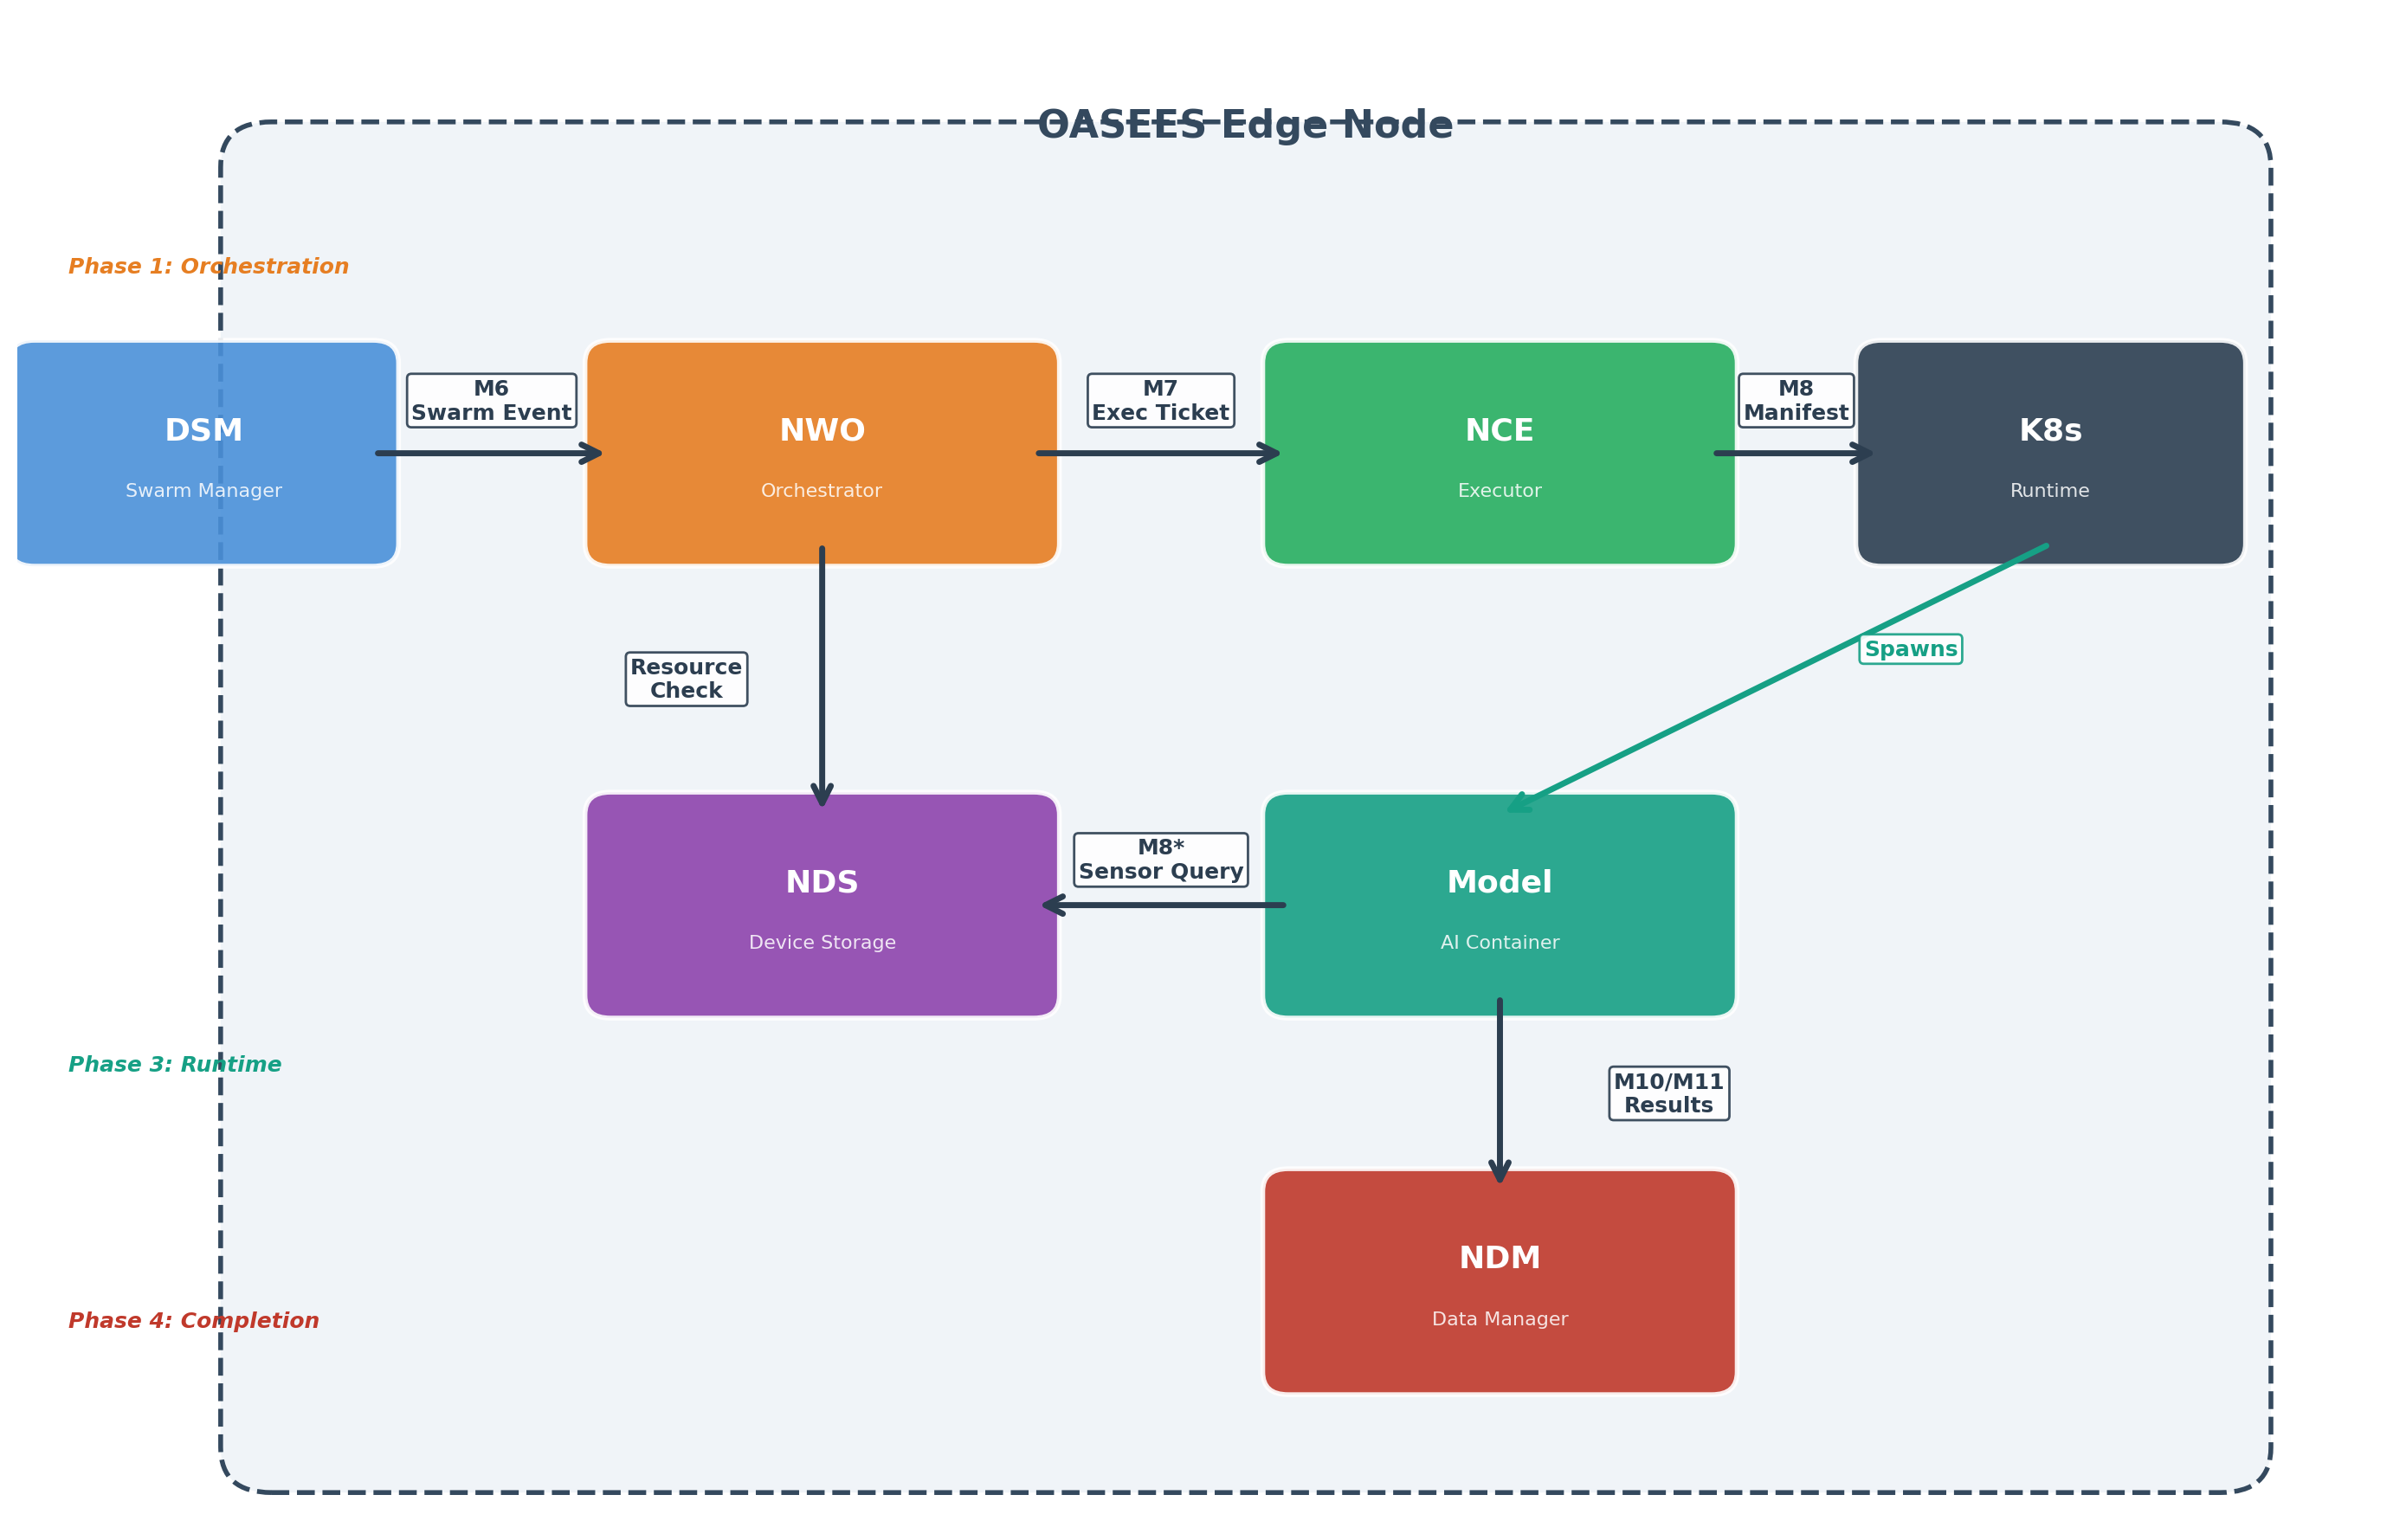 OASEES Edge Node
Phase 1: Orchestration
M6
Swarm Event
M7
Exec Ticket
M8
Manifest
DSM
Swarm Manager
NWO
Orchestrator
NCE
Executor
K8s
Runtime
Resource
Check
Spawns
M8*
Sensor Query
NDS
Device Storage
Model
AI Container
Phase 3: Runtime
M10/M11
Results
NDM
Data Manager
Phase 4: Completion